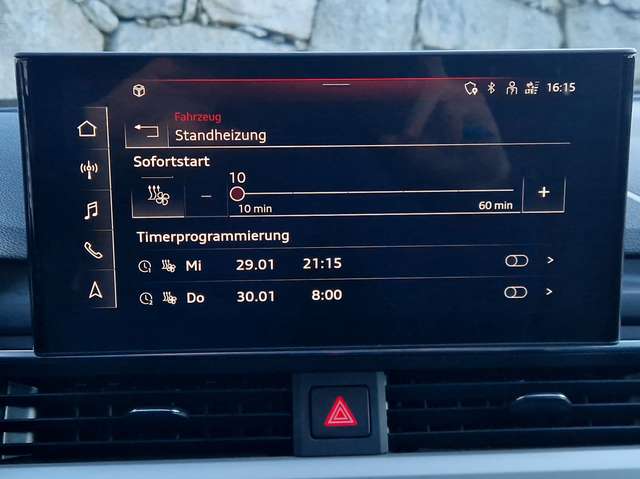 16:15
Fahrzeug
Standheizung
Sofortstart
10
10 min 60 min
Timerprogrammierung
Mi 29.01 21:15
Do 30.01 8:00